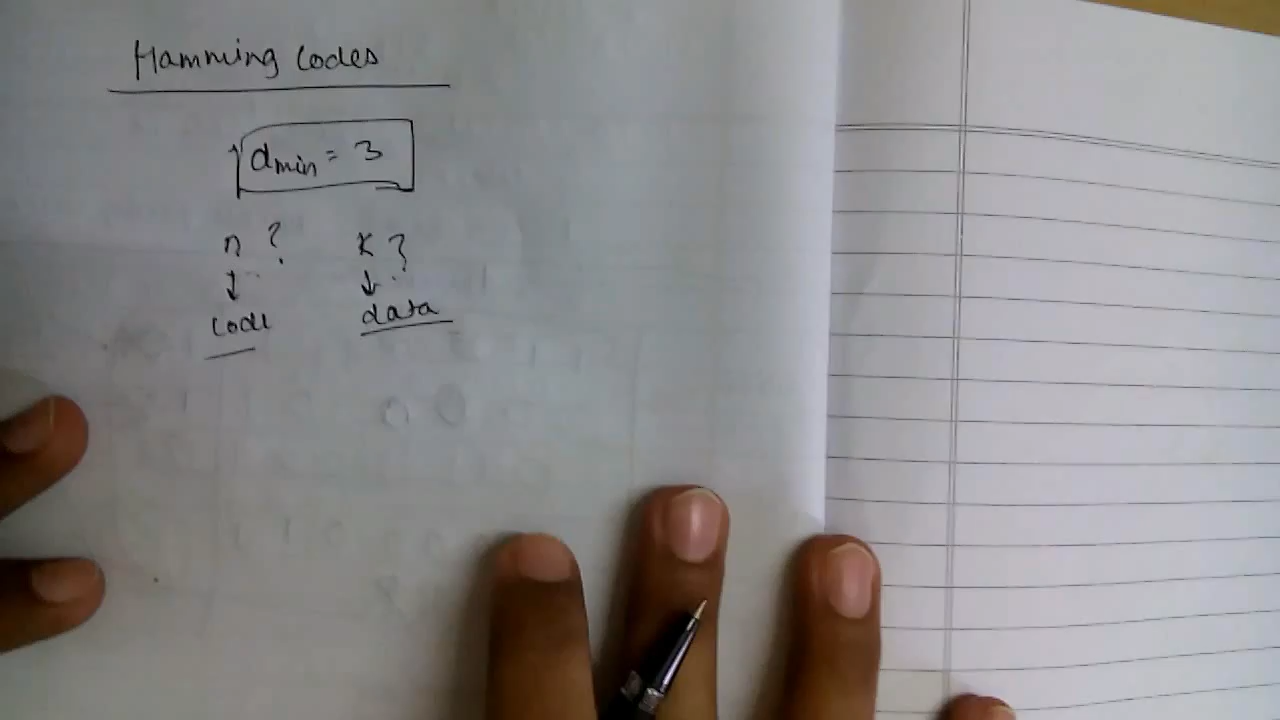 Hamming Codes
dmin = 3
n ? k ?
↓ ↓
code data